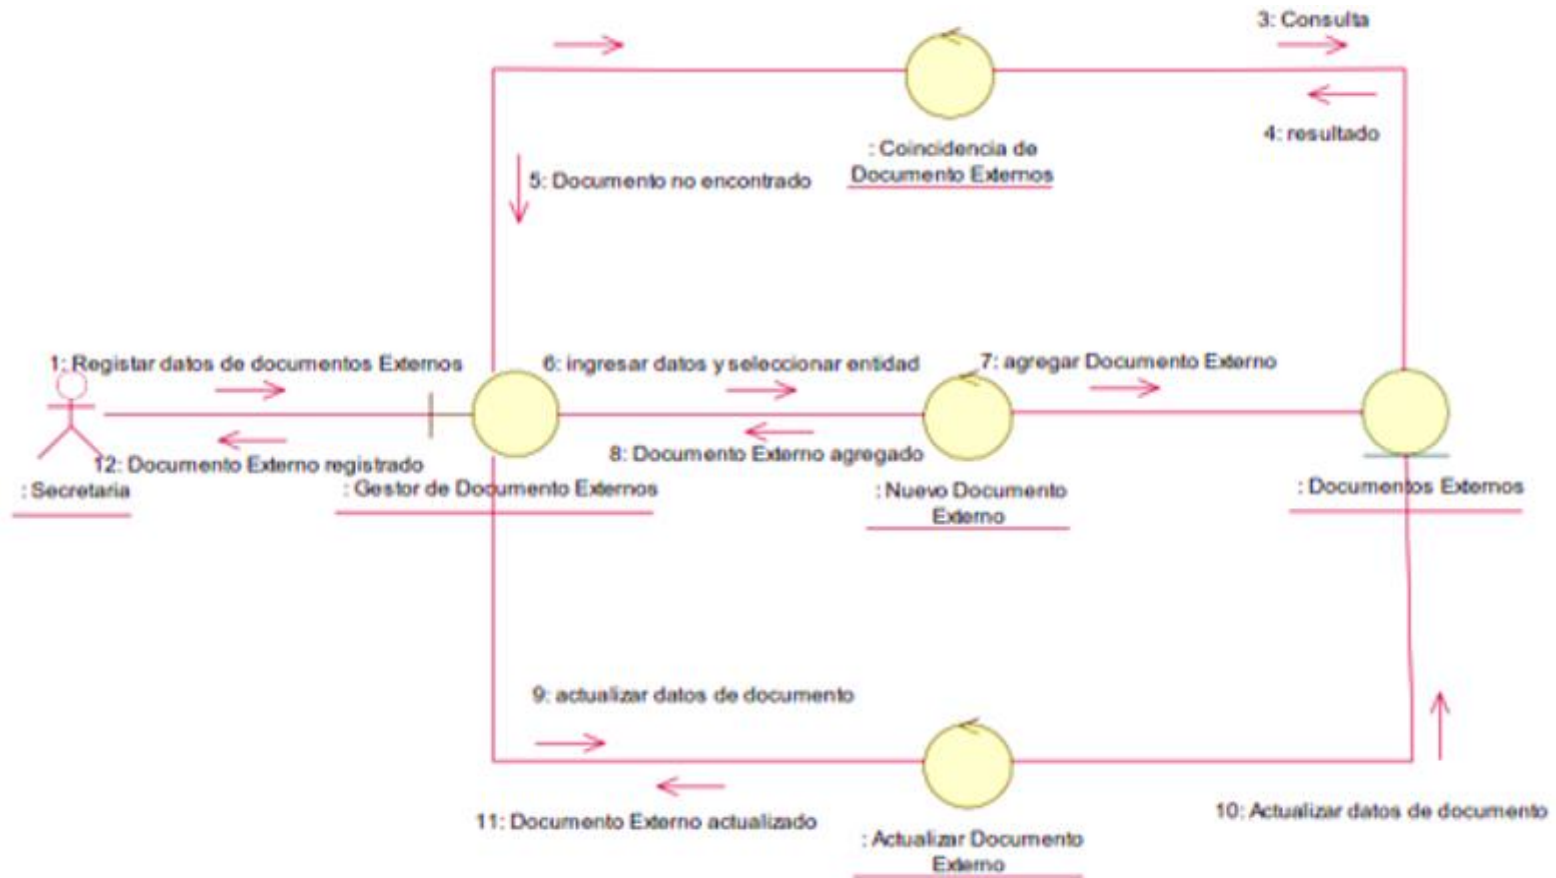 3: Consulta
4: resultado
: Coincidencia de
Documento Externos
5: Documento no encontrado
1: Registar datos de documentos Externos
6: ingresar datos y seleccionar entidad
7: agregar Documento Externo
12: Documento Externo registrado
8: Documento Externo agregado
: Secretaria
: Gestor de Documento Externos
: Nuevo Documento
Externo
: Documentos Externos
9: actualizar datos de documento
11: Documento Externo actualizado
10: Actualizar datos de documento
: Actualizar Documento
Externo